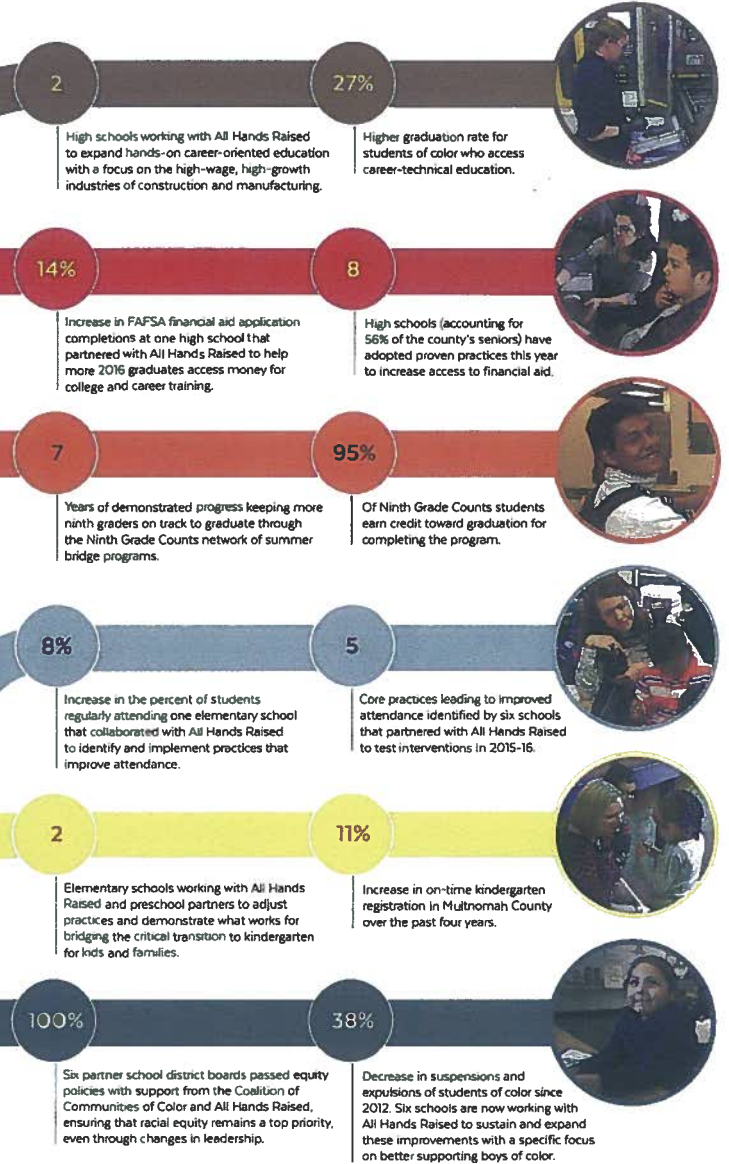 2
High schools working with All Hands Raised
to expand hands-on career-oriented education
with a focus on the high-wage, high-growth
industries of construction and manufacturing.
27%
Higher graduation rate for
students of color who access
career-technical education.
14%
Increase in FAFSA financial aid application
completions at one high school that
partnered with All Hands Raised to help
more 2016 graduates access money for
college and career training.
8
High schools (accounting for
56% of the county's seniors) have
adopted proven practices this year
to increase access to financial aid.
7
Years of demonstrated progress keeping more
ninth graders on track to graduate through
the Ninth Grade Counts network of summer
bridge programs.
95%
Of Ninth Grade Counts students
earn credit toward graduation for
completing the program.
8%
Increase in the percent of students
regularly attending one elementary school
that collaborated with All Hands Raised
to identify and implement practices that
improve attendance.
5
Core practices leading to improved
attendance identified by six schools
that partnered with All Hands Raised
to test interventions in 2015-16.
2
Elementary schools working with All Hands
Raised and preschool partners to adjust
practices and demonstrate what works for
bridging the critical transition to kindergarten
for kids and families.
11%
Increase in on-time kindergarten
registration in Multnomah County
over the past four years.
100%
Six partner school district boards passed equity
policies with support from the Coalition of
Communities of Color and All Hands Raised,
ensuring that racial equity remains a top priority,
even through changes in leadership.
38%
Decrease in suspensions and
expulsions of students of color since
2012. Six schools are now working with
All Hands Raised to sustain and expand
these improvements with a specific focus
on better supporting boys of color.